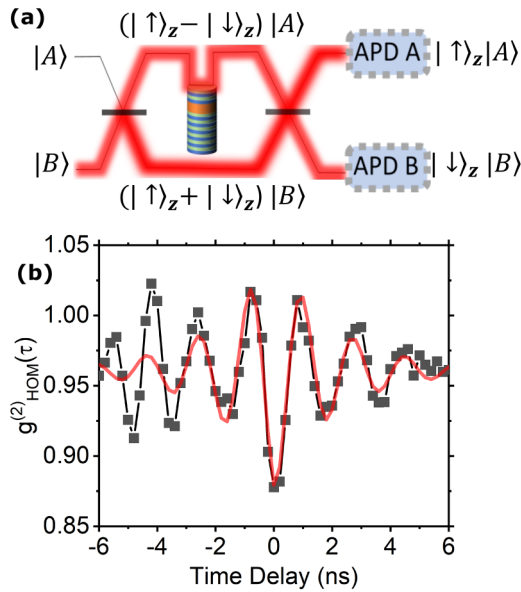 (a)
(| ↑⟩z− | ↓⟩z) |A⟩
|A⟩
APD A
| ↑⟩z|A⟩
|B⟩
APD B
| ↓⟩z |B⟩
(| ↑⟩z+ | ↓⟩z) |B⟩
(b)
1.05
1.00
0.95
0.90
0.85
g(2)HOM(τ)
-6 -4 -2 0 2 4 6
Time Delay (ns)